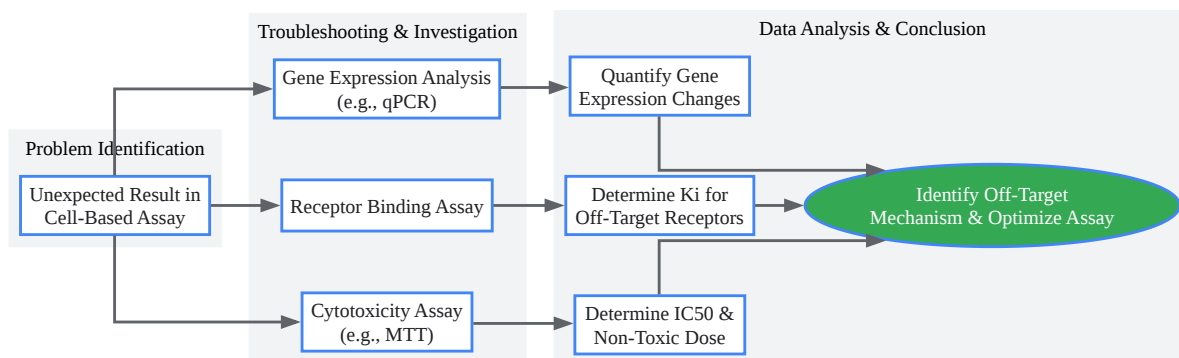 Problem Identification
Unexpected Result in
Cell-Based Assay
Troubleshooting & Investigation
Gene Expression Analysis
(e.g., qPCR)
Receptor Binding Assay
Cytotoxicity Assay
(e.g., MTT)
Data Analysis & Conclusion
Quantify Gene
Expression Changes
Determine Ki for
Off-Target Receptors
Determine IC50 &
Non-Toxic Dose
Identify Off-Target
Mechanism & Optimize Assay